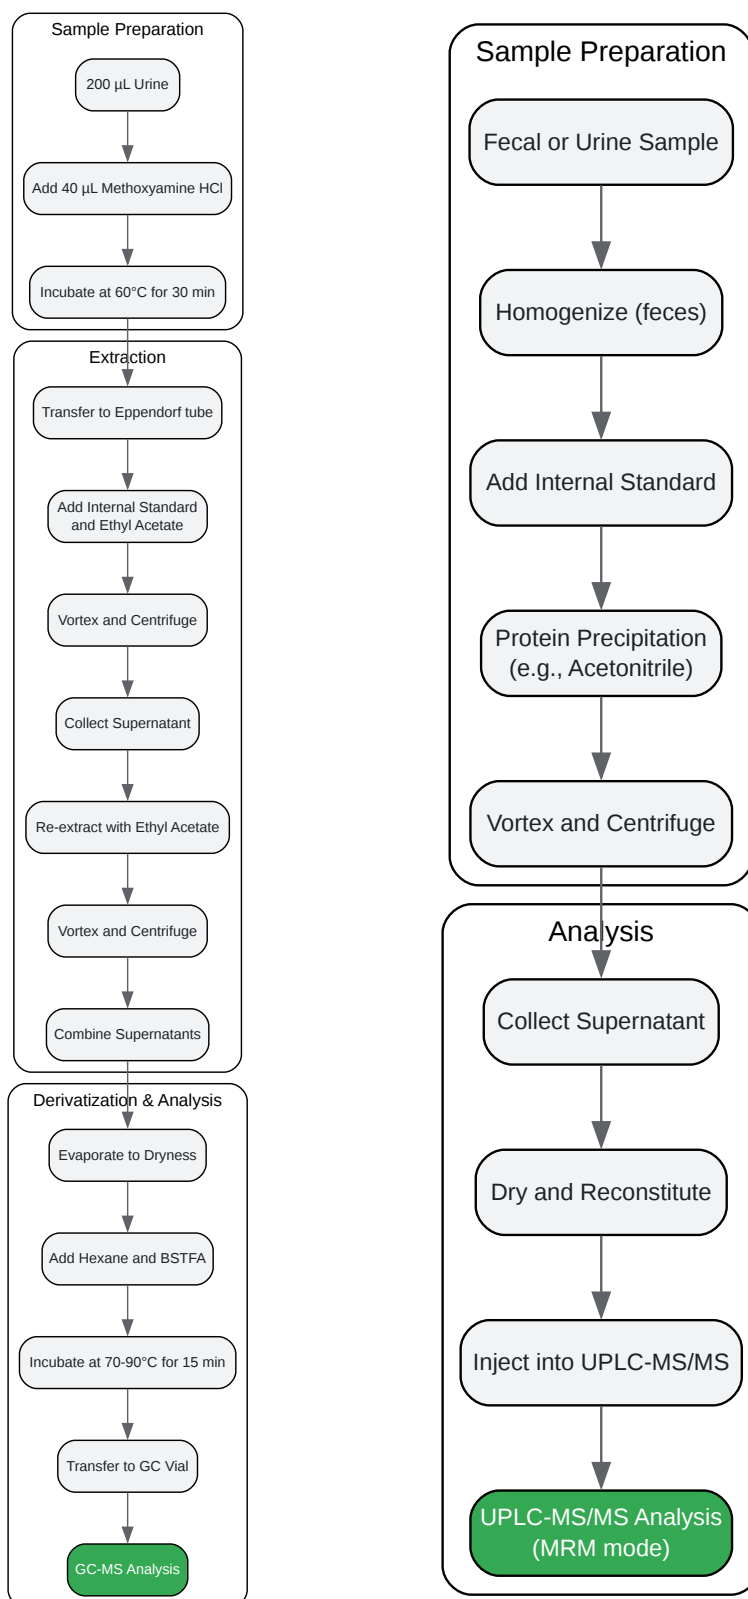 Sample Preparation
200 µL Urine
Add 40 µL Methoxyamine HCl
Incubate at 60°C for 30 min
Extraction
Transfer to Eppendorf tube
Add Internal Standard
and Ethyl Acetate
Vortex and Centrifuge
Collect Supernatant
Re-extract with Ethyl Acetate
Vortex and Centrifuge
Combine Supernatants
Derivatization & Analysis
Evaporate to Dryness
Add Hexane and BSTFA
Incubate at 70-90°C for 15 min
Transfer to GC Vial
GC-MS Analysis
Sample Preparation
Fecal or Urine Sample
Homogenize (feces)
Add Internal Standard
Protein Precipitation
(e.g., Acetonitrile)
Vortex and Centrifuge
Analysis
Collect Supernatant
Dry and Reconstitute
Inject into UPLC-MS/MS
UPLC-MS/MS Analysis
(MRM mode)